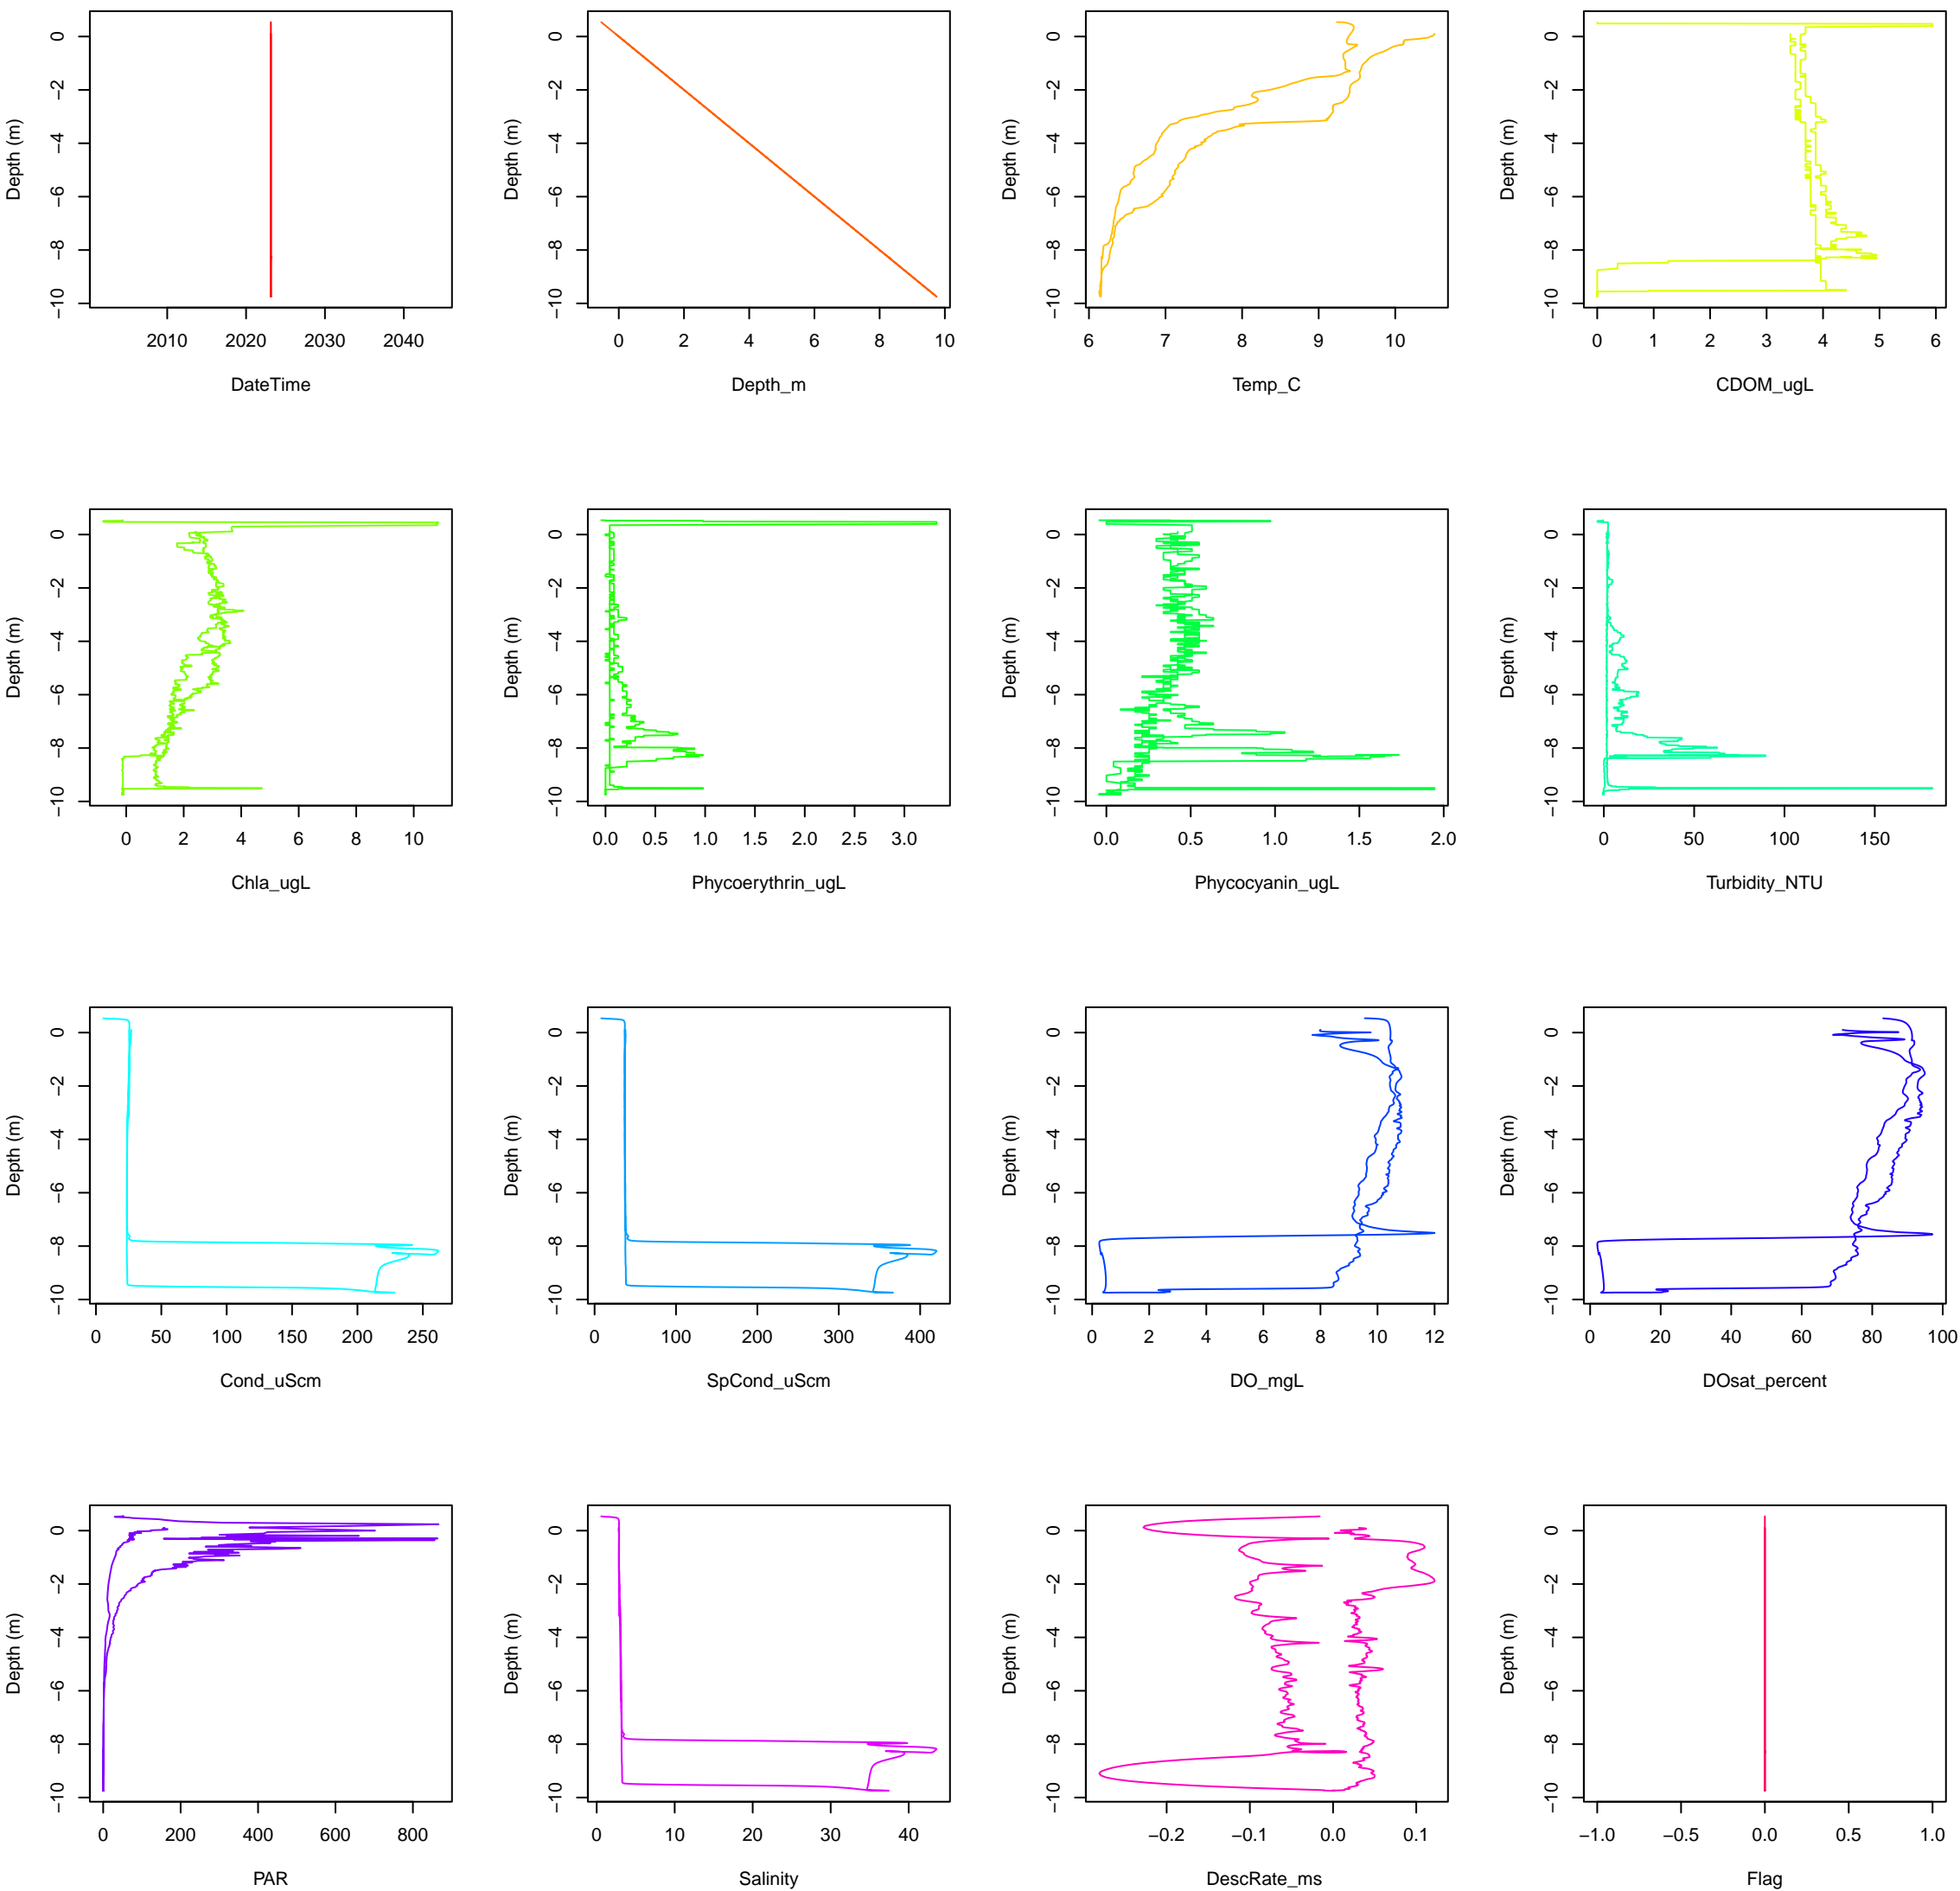 Depth (m)
0
−2
−4
−6
−8
−10
2010 2020 2030 2040
DateTime
Depth (m)
0
−2
−4
−6
−8
−10
0 2 4 6 8 10
Depth_m
Depth (m)
0
−2
−4
−6
−8
−10
6 7 8 9 10
Temp_C
Depth (m)
0
−2
−4
−6
−8
−10
0 1 2 3 4 5 6
CDOM_ugL
Depth (m)
0
−2
−4
−6
−8
−10
0 2 4 6 8 10
Chla_ugL
Depth (m)
0
−2
−4
−6
−8
−10
0.0 0.5 1.0 1.5 2.0 2.5 3.0
Phycoerythrin_ugL
Depth (m)
0
−2
−4
−6
−8
−10
0.0 0.5 1.0 1.5 2.0
Phycocyanin_ugL
Depth (m)
0
−2
−4
−6
−8
−10
0 50 100 150
Turbidity_NTU
Depth (m)
0
−2
−4
−6
−8
−10
0 50 100 150 200 250
Cond_uScm
Depth (m)
0
−2
−4
−6
−8
−10
0 100 200 300 400
SpCond_uScm
Depth (m)
0
−2
−4
−6
−8
−10
0 2 4 6 8 10 12
DO_mgL
Depth (m)
0
−2
−4
−6
−8
−10
0 20 40 60 80 100
DOsat_percent
Depth (m)
0
−2
−4
−6
−8
−10
0 200 400 600 800
PAR
Depth (m)
0
−2
−4
−6
−8
−10
0 10 20 30 40
Salinity
Depth (m)
0
−2
−4
−6
−8
−10
−0.2 −0.1 0.0 0.1
DescRate_ms
Depth (m)
0
−2
−4
−6
−8
−10
−1.0 −0.5 0.0 0.5 1.0
Flag